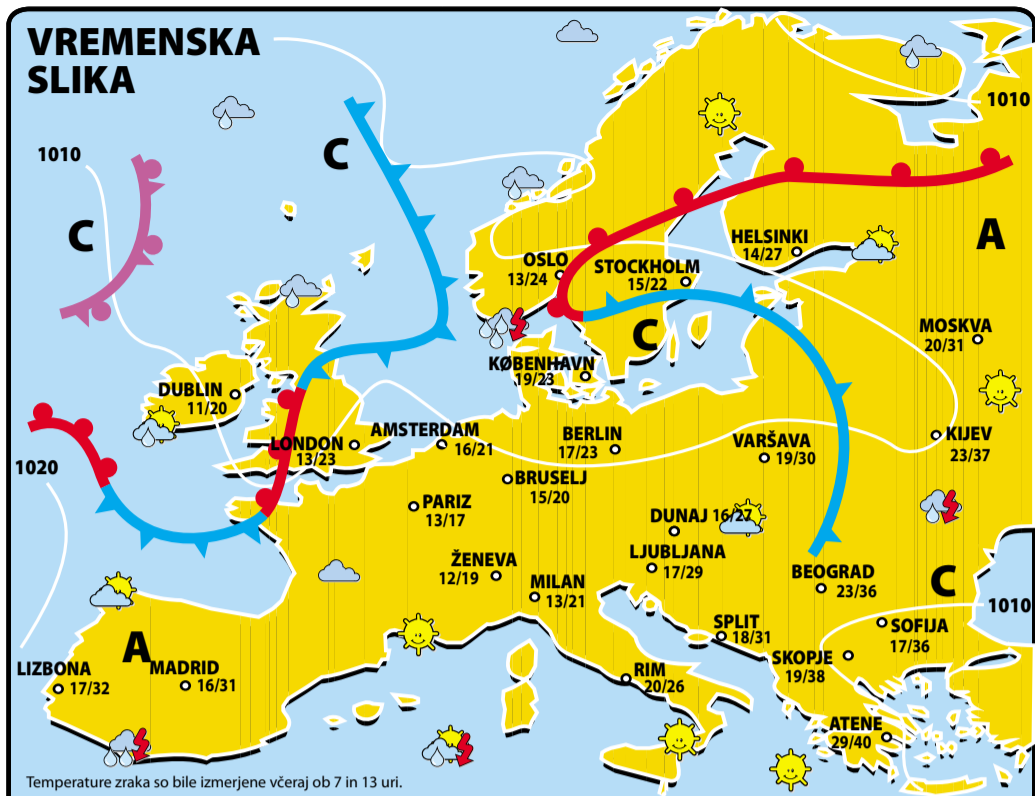 VREMENSKA
SLIKA
1010
C
1010
C
C
A
OSLO
13/24
STOCKHOLM
15/22
HELSINKI
14/27
C
MOSKVA
20/31
KØBENHAVN
19/23
DUBLIN
11/20
LONDON
13/23
AMSTERDAM
16/21
BERLIN
17/23
VARŠAVA
19/30
KIJEV
23/37
1020
BRUSELJ
15/20
PARIZ
13/17
DUNAJ 16/27
LJUBLJANA
17/29
ŽENEVA
12/19
MILAN
13/21
BEOGRAD
23/36
C
1010
SPLIT
18/31
SOFIJA
17/36
SKOPJE
19/38
A
LIZBONA
17/32
MADRID
16/31
RIM
20/26
ATENE
29/40
Temperature zraka so bile izmerjene včeraj ob 7 in 13 uri.